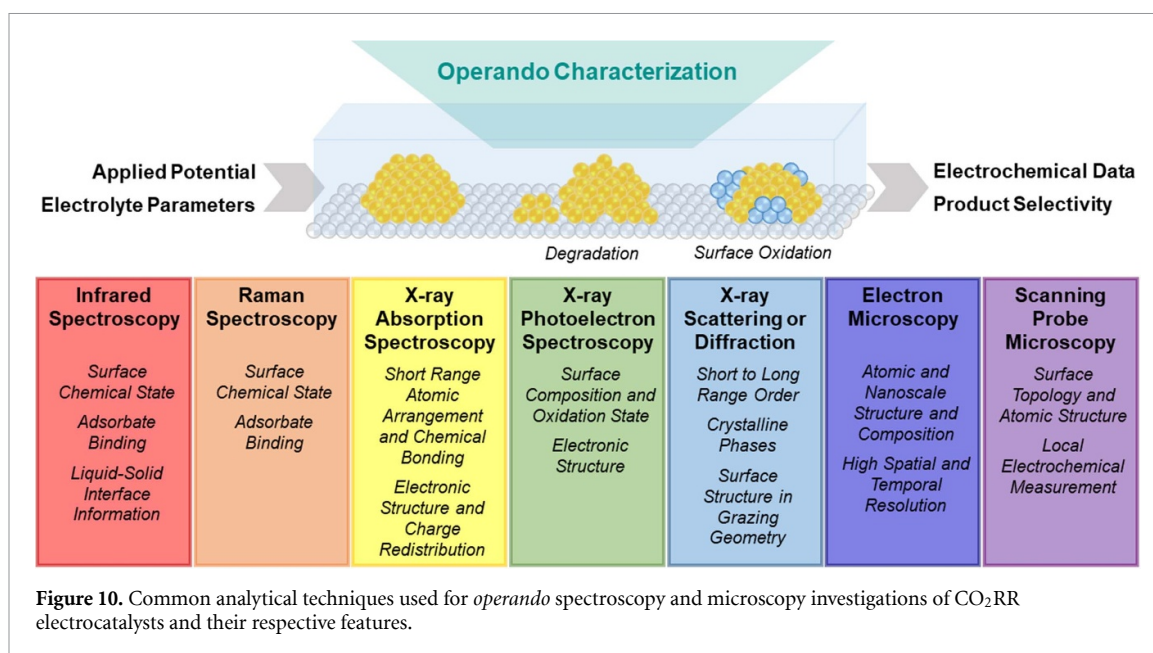 Operando Characterization
Applied Potential
Electrolyte Parameters
Electrochemical Data
Product Selectivity
Degradation
Surface Oxidation
Infrared
Spectroscopy
Surface
Chemical State
Adsorbate
Binding
Liquid-Solid
Interface
Information
Raman
Spectroscopy
Surface
Chemical State
Adsorbate
Binding
X-ray
Absorption
Spectroscopy
Short Range
Atomic
Arrangement
and Chemical
Bonding
Electronic
Structure and
Charge
Redistribution
X-ray
Photoelectron
Spectroscopy
Surface
Composition and
Oxidation State
Electronic
Structure
X-ray
Scattering or
Diffraction
Short to Long
Range Order
Crystalline
Phases
Surface
Structure in
Grazing
Geometry
Electron
Microscopy
Atomic and
Nanoscale
Structure and
Composition
High Spatial and
Temporal
Resolution
Scanning
Probe
Microscopy
Surface
Topology and
Atomic Structure
Local
Electrochemical
Measurement
Figure 10. Common analytical techniques used for operando spectroscopy and microscopy investigations of CO₂RR
electrocatalysts and their respective features.